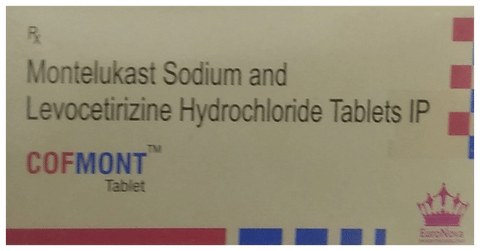 Rx
Montelukast Sodium and
Levocetirizine Hydrochloride Tablets IP
COFMONT™
Tablet
EuroNova